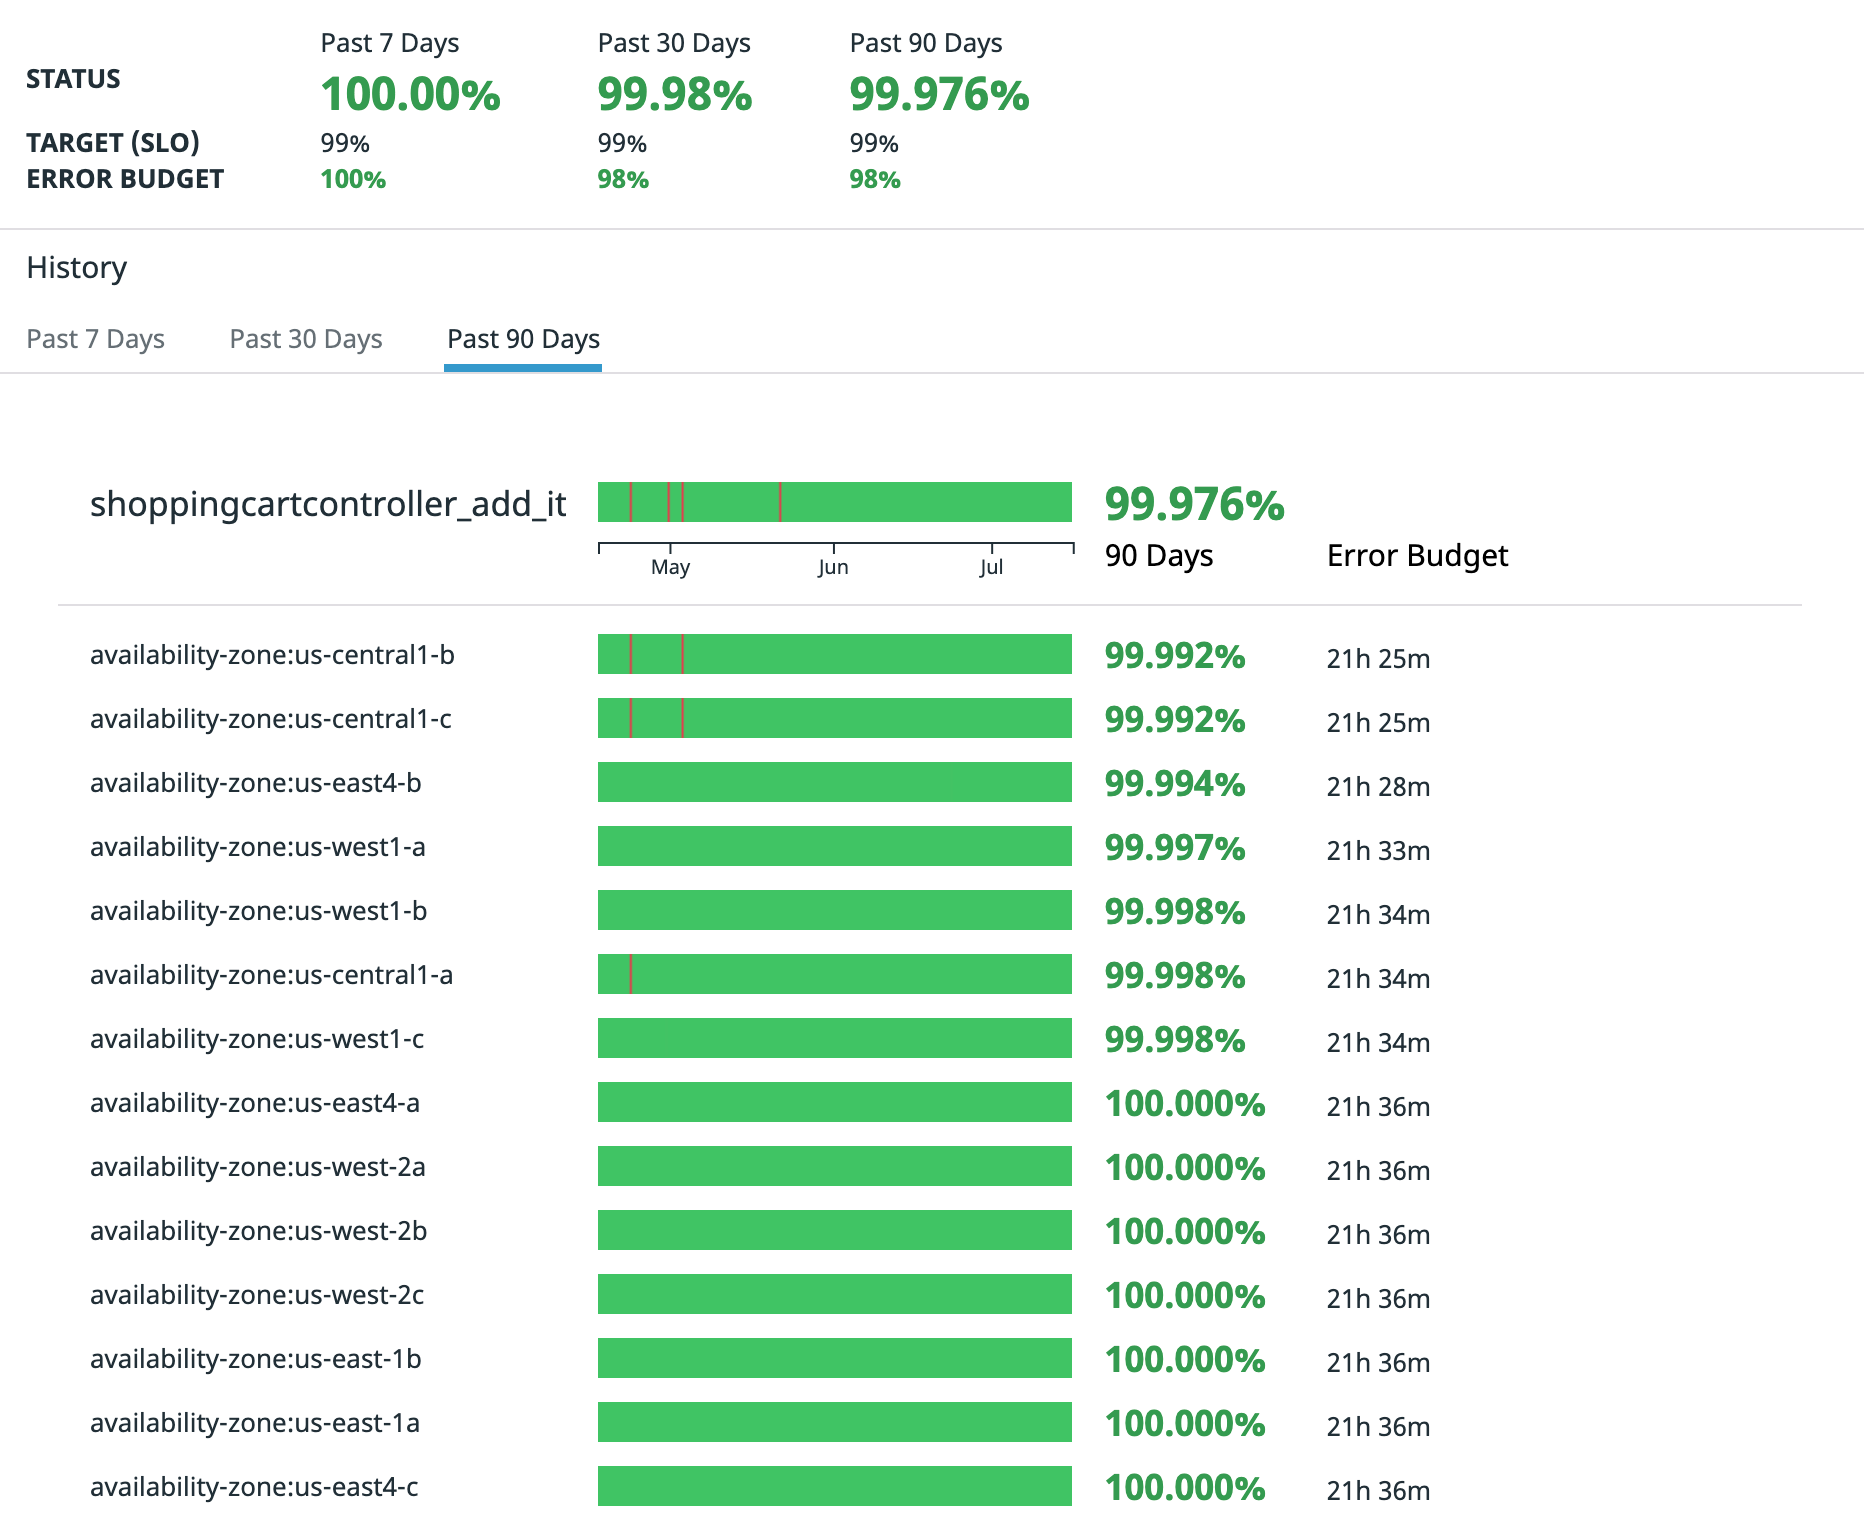 Past 7 Days Past 30 Days Past 90 Days
STATUS 100.00% 99.98% 99.976%
TARGET (SLO) 99% 99% 99%
ERROR BUDGET 100% 98% 98%
History
Past 7 Days Past 30 Days Past 90 Days
shoppingcartcontroller_add_it 99.976%
May Jun Jul 90 Days Error Budget
availability-zone:us-central1-b 99.992% 21h 25m
availability-zone:us-central1-c 99.992% 21h 25m
availability-zone:us-east4-b 99.994% 21h 28m
availability-zone:us-west1-a 99.997% 21h 33m
availability-zone:us-west1-b 99.998% 21h 34m
availability-zone:us-central1-a 99.998% 21h 34m
availability-zone:us-west1-c 99.998% 21h 34m
availability-zone:us-east4-a 100.000% 21h 36m
availability-zone:us-west-2a 100.000% 21h 36m
availability-zone:us-west-2b 100.000% 21h 36m
availability-zone:us-west-2c 100.000% 21h 36m
availability-zone:us-east-1b 100.000% 21h 36m
availability-zone:us-east-1a 100.000% 21h 36m
availability-zone:us-east4-c 100.000% 21h 36m